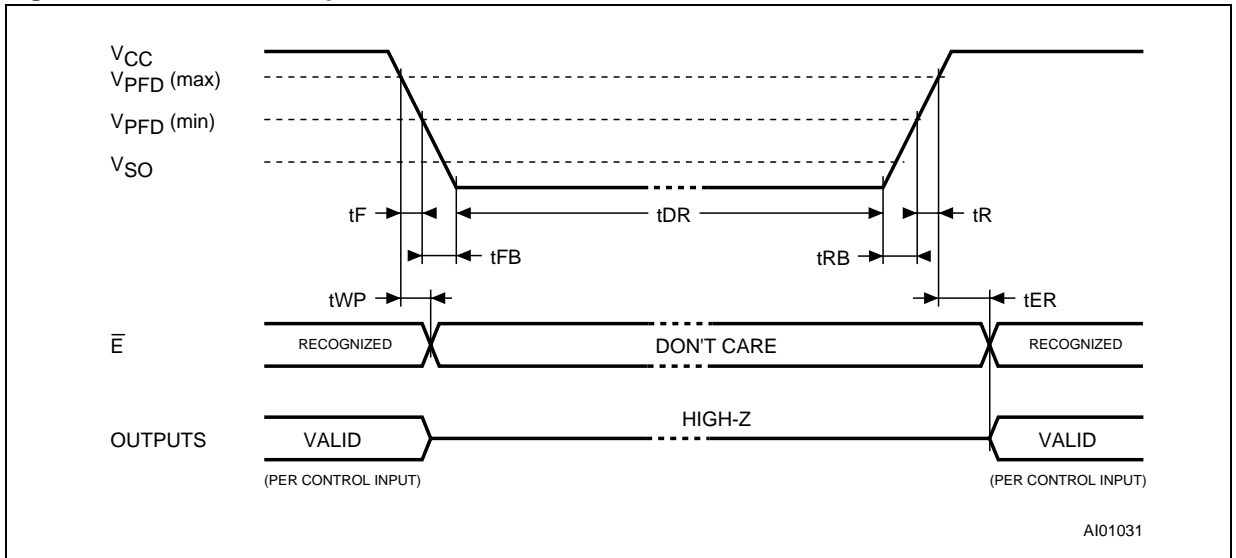 VCC
VPFD (max)
VPFD (min)
VSO
tF
tDR
tR
tFB
tRB
tWP
tER
E̅
RECOGNIZED
DON'T CARE
RECOGNIZED
HIGH-Z
OUTPUTS
VALID
VALID
(PER CONTROL INPUT)
(PER CONTROL INPUT)
AI01031